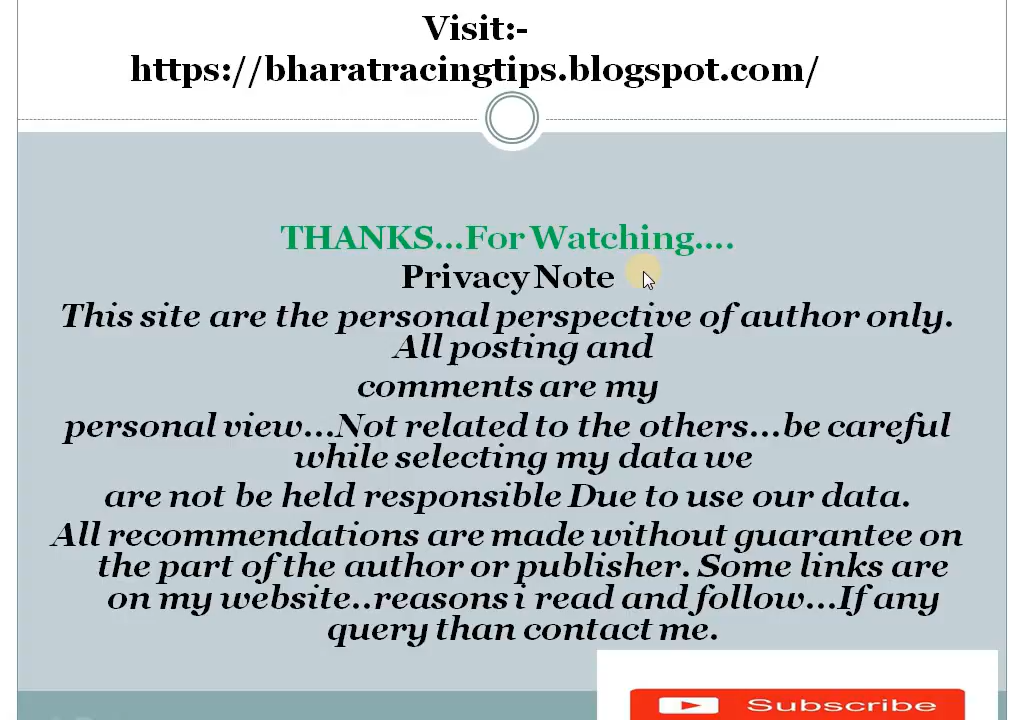 Visit:-
https://bharatracingtips.blogspot.com/
THANKS...For Watching....
Privacy Note
This site are the personal perspective of author only.
All posting and
comments are my
personal view...Not related to the others...be careful
while selecting my data we
are not be held responsible Due to use our data.
All recommendations are made without guarantee on
the part of the author or publisher. Some links are
on my website..reasons i read and follow...If any
query than contact me.
Subscribe